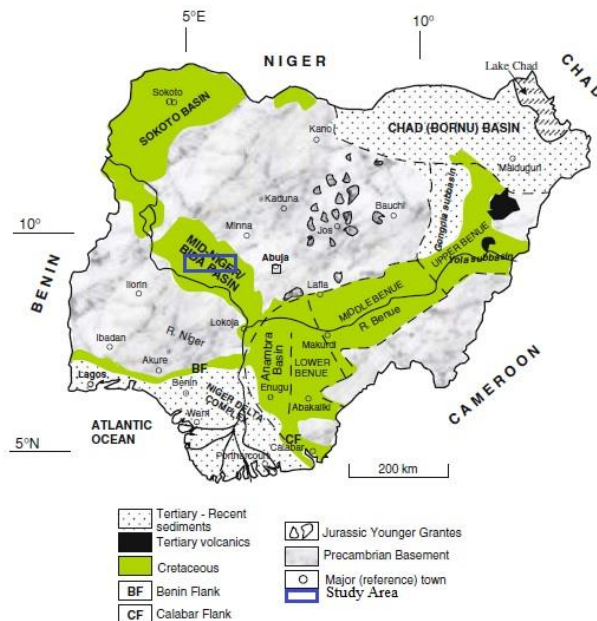 5°E
10°
NIGER
Lake Chad
CHAD
Sokoto
SOKOTO BASIN
Kano
CHAD (BORNU) BASIN
Maiduguri
Kaduna
Bauchi
Gongola subbasin
10°
Minna
Jos
UPPER BENUE
Yola subbasin
MID-NIGER/
BIDA BASIN
Abuja
BENIN
Ilorin
Lafia
MIDDLE BENUE
R. Benue
Lokoja
R. Niger
Makurdi
Ibadan
Akure
BF
Anambra
Basin
LOWER
BENUE
CAMEROON
Lagos
Benin
Enugu
Abakaliki
NIGER DELTA
COMPLEX
Warri
ATLANTIC
OCEAN
5°N
CF
Calabar
Portharcourt
200 km
Tertiary - Recent
sediments
Tertiary volcanics
Cretaceous
BF Benin Flank
CF Calabar Flank
Jurassic Younger Grantes
Precambrian Basement
Major (reference) town
Study Area